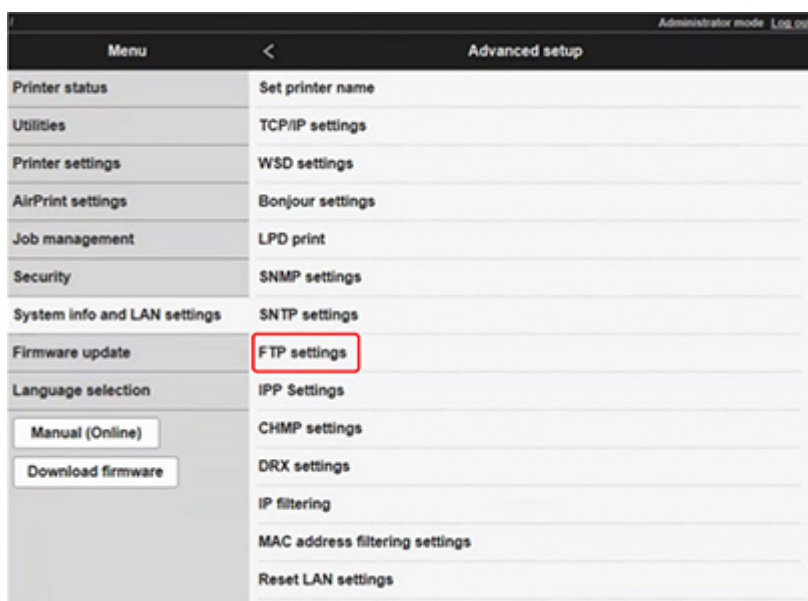 /
Administrator mode Log ou
Menu
<
Advanced setup
Printer status
Utilities
Printer settings
AirPrint settings
Job management
Security
System info and LAN settings
Firmware update
Language selection
Manual (Online)
Download firmware
Set printer name
TCP/IP settings
WSD settings
Bonjour settings
LPD print
SNMP settings
SNTP settings
FTP settings
IPP Settings
CHMP settings
DRX settings
IP filtering
MAC address filtering settings
Reset LAN settings